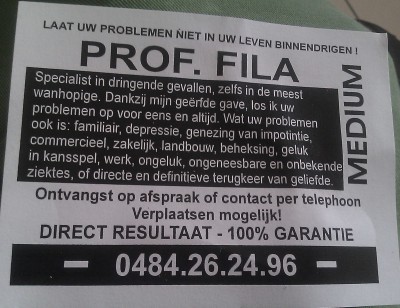 LAAT UW PROBLEMEN NIET IN UW LEVEN BINNENDRIGEN !
PROF. FILA
MEDIUM
Specialist in dringende gevallen, zelfs in de meest
wanhopige. Dankzij mijn geërfde gave, los ik uw
problemen op voor eens en altijd. Wat uw problemen
ook is: familiair, depressie, genezing van impotintie,
commercieel, zakelijk, landbouw, beheksing, geluk
in kansspel, werk, ongeluk, ongeneesbare en onbekende
ziektes, of directe en definitieve terugkeer van geliefde.
Ontvangst op afspraak of contact per telephoon
Verplaatsen mogelijk!
DIRECT RESULTAAT - 100% GARANTIE
- 0484.26.24.96 -